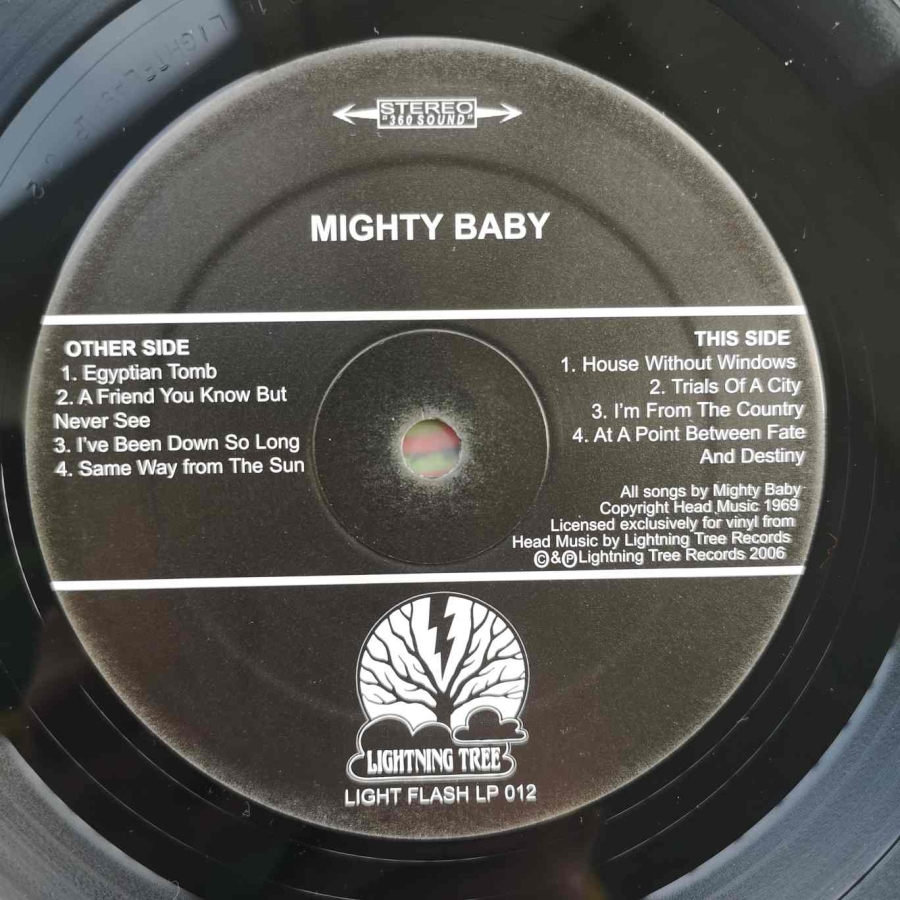 STEREO
"360 SOUND"
MIGHTY BABY
OTHER SIDE
1. Egyptian Tomb
2. A Friend You Know But
Never See
3. I've Been Down So Long
4. Same Way from The Sun
THIS SIDE
1. House Without Windows
2. Trials Of A City
3. I'm From The Country
4. At A Point Between Fate
And Destiny
All songs by Mighty Baby
Copyright Head Music 1969
Licensed exclusively for vinyl from
Head Music by Lightning Tree Records
©&℗Lightning Tree Records 2006
LIGHTNING TREE
LIGHT FLASH LP 012